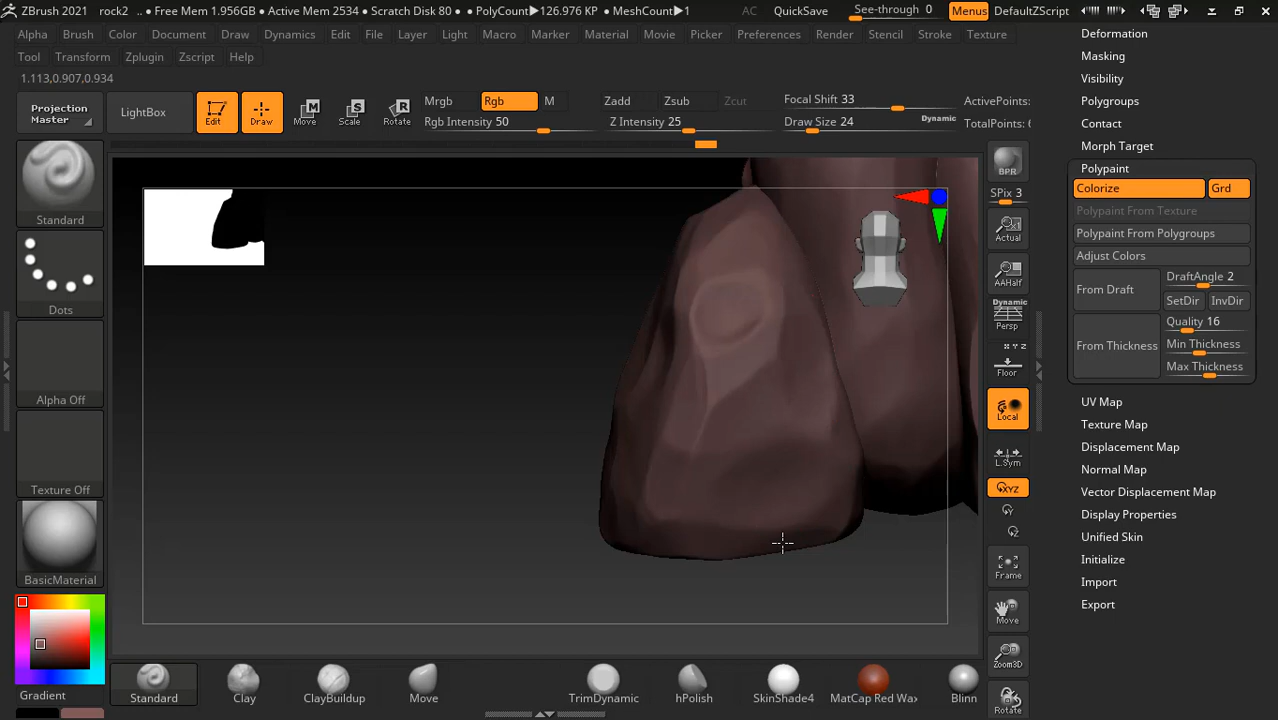 ZBrush 2021 rock2 • Free Mem 1.956GB • Active Mem 2534 • Scratch Disk 80 • PolyCount▶126.976 KP • MeshCount▶1 AC QuickSave See-through 0 Menus DefaultZScript
Alpha Brush Color Document Draw Dynamics Edit File Layer Light Macro Marker Material Movie Picker Preferences Render Stencil Stroke Texture
Tool Transform Zplugin Zscript Help
1.113,0.907,0.934
Projection
Master
LightBox
Edit
Draw
Move
Scale
Rotate
Mrgb Rgb M
Rgb Intensity 50
Zadd Zsub Zcut
Z Intensity 25
Focal Shift 33
Draw Size 24 Dynamic
ActivePoints:
TotalPoints:
Standard
Dots
Alpha Off
Texture Off
BasicMaterial
Gradient
BPR
SPix 3
Actual
AAHalf
Dynamic
Persp
X Y Z
Floor
Local
L.Sym
XYZ
Y
Z
Frame
Move
Zoom3D
Rotate
Deformation
Masking
Visibility
Polygroups
Contact
Morph Target
Polypaint
Colorize Grd
Polypaint From Texture
Polypaint From Polygroups
Adjust Colors
From Draft
DraftAngle 2
SetDir InvDir
From Thickness
Quality 16
Min Thickness
Max Thickness
UV Map
Texture Map
Displacement Map
Normal Map
Vector Displacement Map
Display Properties
Unified Skin
Initialize
Import
Export
Standard Clay ClayBuildup Move TrimDynamic hPolish SkinShade4 MatCap Red Wax Blinn